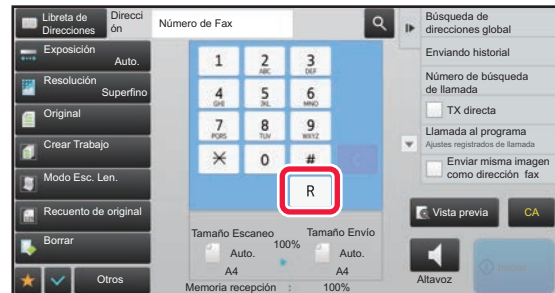 Libreta de
Direcciones
Direcci
ón
Número de Fax
Exposición
Auto.
Resolución
Superfino
Original
Crear Trabajo
Modo Esc. Len.
Recuento de original
Borrar
Otros
1
2
ABC
3
DEF
4
GHI
5
JKL
6
MNO
7
PQRS
8
TUV
9
WXYZ
0
#
C
R
Tamaño Escaneo
100%
Tamaño Envío
Auto.
A4
Auto.
A4
Memoria recepción : 100%
Búsqueda de
direcciones global
Enviando historial
Número de búsqueda
de llamada
TX directa
Llamada al programa
Ajustes registrados de llamada
Enviar misma imagen
como dirección fax
Vista previa
CA
Altavoz
Iniciar